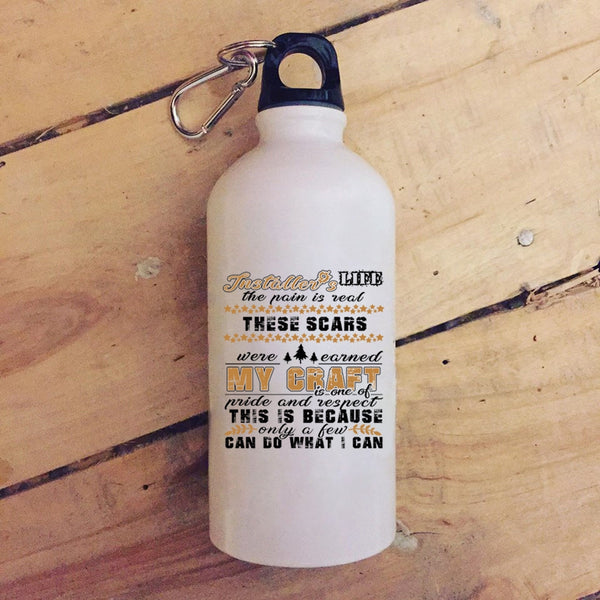 Installer's LIFE
the pain is real
THESE SCARS
were earned
MY CRAFT
is one of
pride and respect
THIS IS BECAUSE
only a few
CAN DO WHAT I CAN